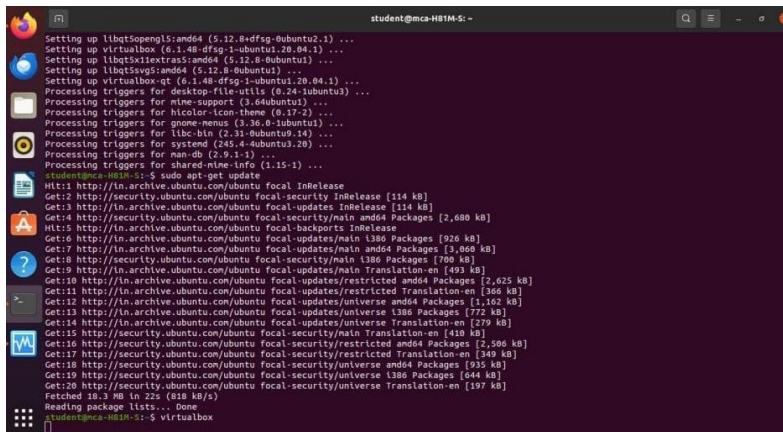 student@mca-H81M-S: ~
Setting up libqt5opengl5:amd64 (5.12.8+dfsg-0ubuntu2.1) ...
Setting up virtualbox (6.1.48-dfsg-1~ubuntu1.20.04.1) ...
Setting up libqt5x11extras5:amd64 (5.12.8-0ubuntu1) ...
Setting up libqt5svg5:amd64 (5.12.8-0ubuntu1) ...
Setting up virtualbox-qt (6.1.48-dfsg-1~ubuntu1.20.04.1) ...
Processing triggers for desktop-file-utils (0.24-1ubuntu3) ...
Processing triggers for mime-support (3.64ubuntu1) ...
Processing triggers for hicolor-icon-theme (0.17-2) ...
Processing triggers for gnome-menus (3.36.0-1ubuntu1) ...
Processing triggers for libc-bin (2.31-0ubuntu9.14) ...
Processing triggers for systemd (245.4-4ubuntu3.20) ...
Processing triggers for man-db (2.9.1-1) ...
Processing triggers for shared-mime-info (1.15-1) ...
student@mca-H81M-S:~$ sudo apt-get update
Hit:1 http://in.archive.ubuntu.com/ubuntu focal InRelease
Get:2 http://security.ubuntu.com/ubuntu focal-security InRelease [114 kB]
Get:3 http://in.archive.ubuntu.com/ubuntu focal-updates InRelease [114 kB]
Get:4 http://security.ubuntu.com/ubuntu focal-security/main amd64 Packages [2,680 kB]
Hit:5 http://in.archive.ubuntu.com/ubuntu focal-backports InRelease
Get:6 http://in.archive.ubuntu.com/ubuntu focal-updates/main i386 Packages [926 kB]
Get:7 http://in.archive.ubuntu.com/ubuntu focal-updates/main amd64 Packages [3,060 kB]
Get:8 http://security.ubuntu.com/ubuntu focal-security/main i386 Packages [700 kB]
Get:9 http://in.archive.ubuntu.com/ubuntu focal-updates/main Translation-en [493 kB]
Get:10 http://in.archive.ubuntu.com/ubuntu focal-updates/restricted amd64 Packages [2,625 kB]
Get:11 http://in.archive.ubuntu.com/ubuntu focal-updates/restricted Translation-en [366 kB]
Get:12 http://in.archive.ubuntu.com/ubuntu focal-updates/universe amd64 Packages [1,162 kB]
Get:13 http://in.archive.ubuntu.com/ubuntu focal-updates/universe i386 Packages [772 kB]
Get:14 http://in.archive.ubuntu.com/ubuntu focal-updates/universe Translation-en [279 kB]
Get:15 http://security.ubuntu.com/ubuntu focal-security/main Translation-en [410 kB]
Get:16 http://security.ubuntu.com/ubuntu focal-security/restricted amd64 Packages [2,506 kB]
Get:17 http://security.ubuntu.com/ubuntu focal-security/restricted Translation-en [349 kB]
Get:18 http://security.ubuntu.com/ubuntu focal-security/universe amd64 Packages [935 kB]
Get:19 http://security.ubuntu.com/ubuntu focal-security/universe i386 Packages [644 kB]
Get:20 http://security.ubuntu.com/ubuntu focal-security/universe Translation-en [197 kB]
Fetched 18.3 MB in 22s (818 kB/s)
Reading package lists... Done
student@mca-H81M-S:~$ virtualbox